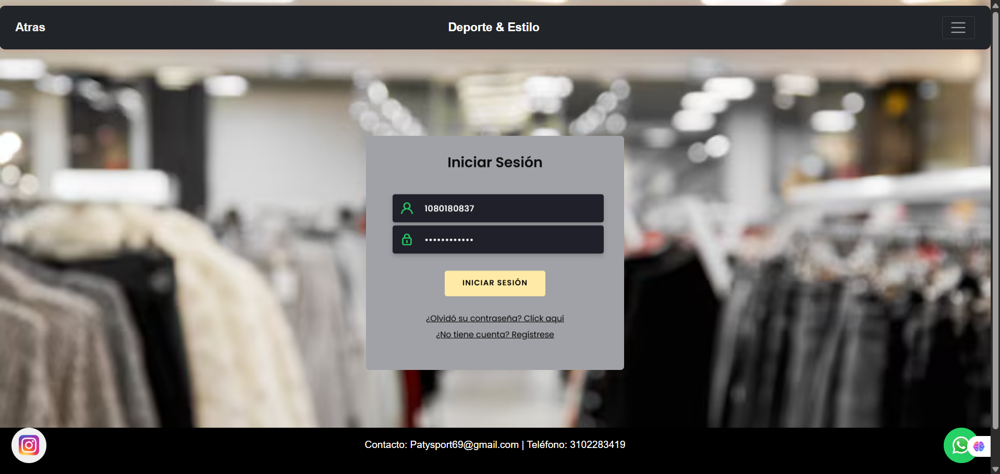 Atras
Deporte & Estilo
Iniciar Sesión
1080180837
••••••••••••
INICIAR SESIÓN
¿Olvidó su contraseña? Click aquí
¿No tiene cuenta? Regístrese
Contacto: Patysport69@gmail.com | Teléfono: 3102283419